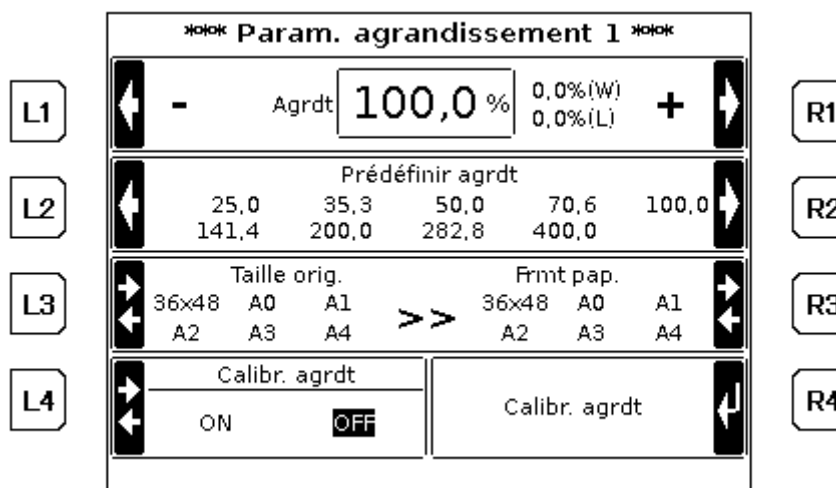 *** Param. agrandissement 1 ***
L1
- Agrdt 100,0 % 0,0%(W) +
0,0%(L)
R1
Prédéfinir agrdt
L2
25,0 35,3 50,0 70,6 100,0
R2
141,4 200,0 282,8 400,0
Taille orig. Frmt pap.
L3
36x48 A0 A1 >> 36x48 A0 A1
R3
A2 A3 A4 A2 A3 A4
Calibr. agrdt
L4
ON OFF
Calibr. agrdt
R4